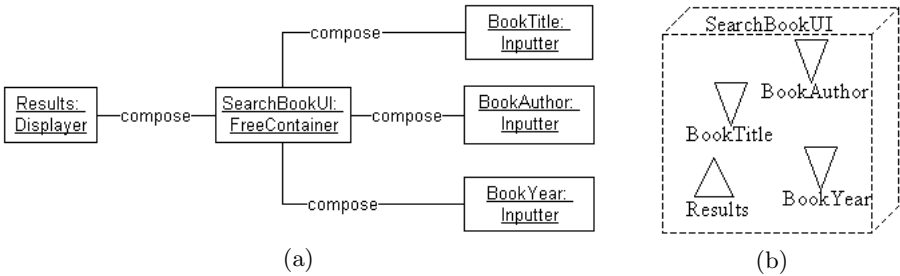 BookTitle:
Inputter
compose
Results:
Displayer
compose
SearchBookUI:
FreeContainer
compose
BookAuthor:
Inputter
compose
BookYear:
Inputter
(a)
SearchBookUI
BookAuthor
BookTitle
Results
BookYear
(b)